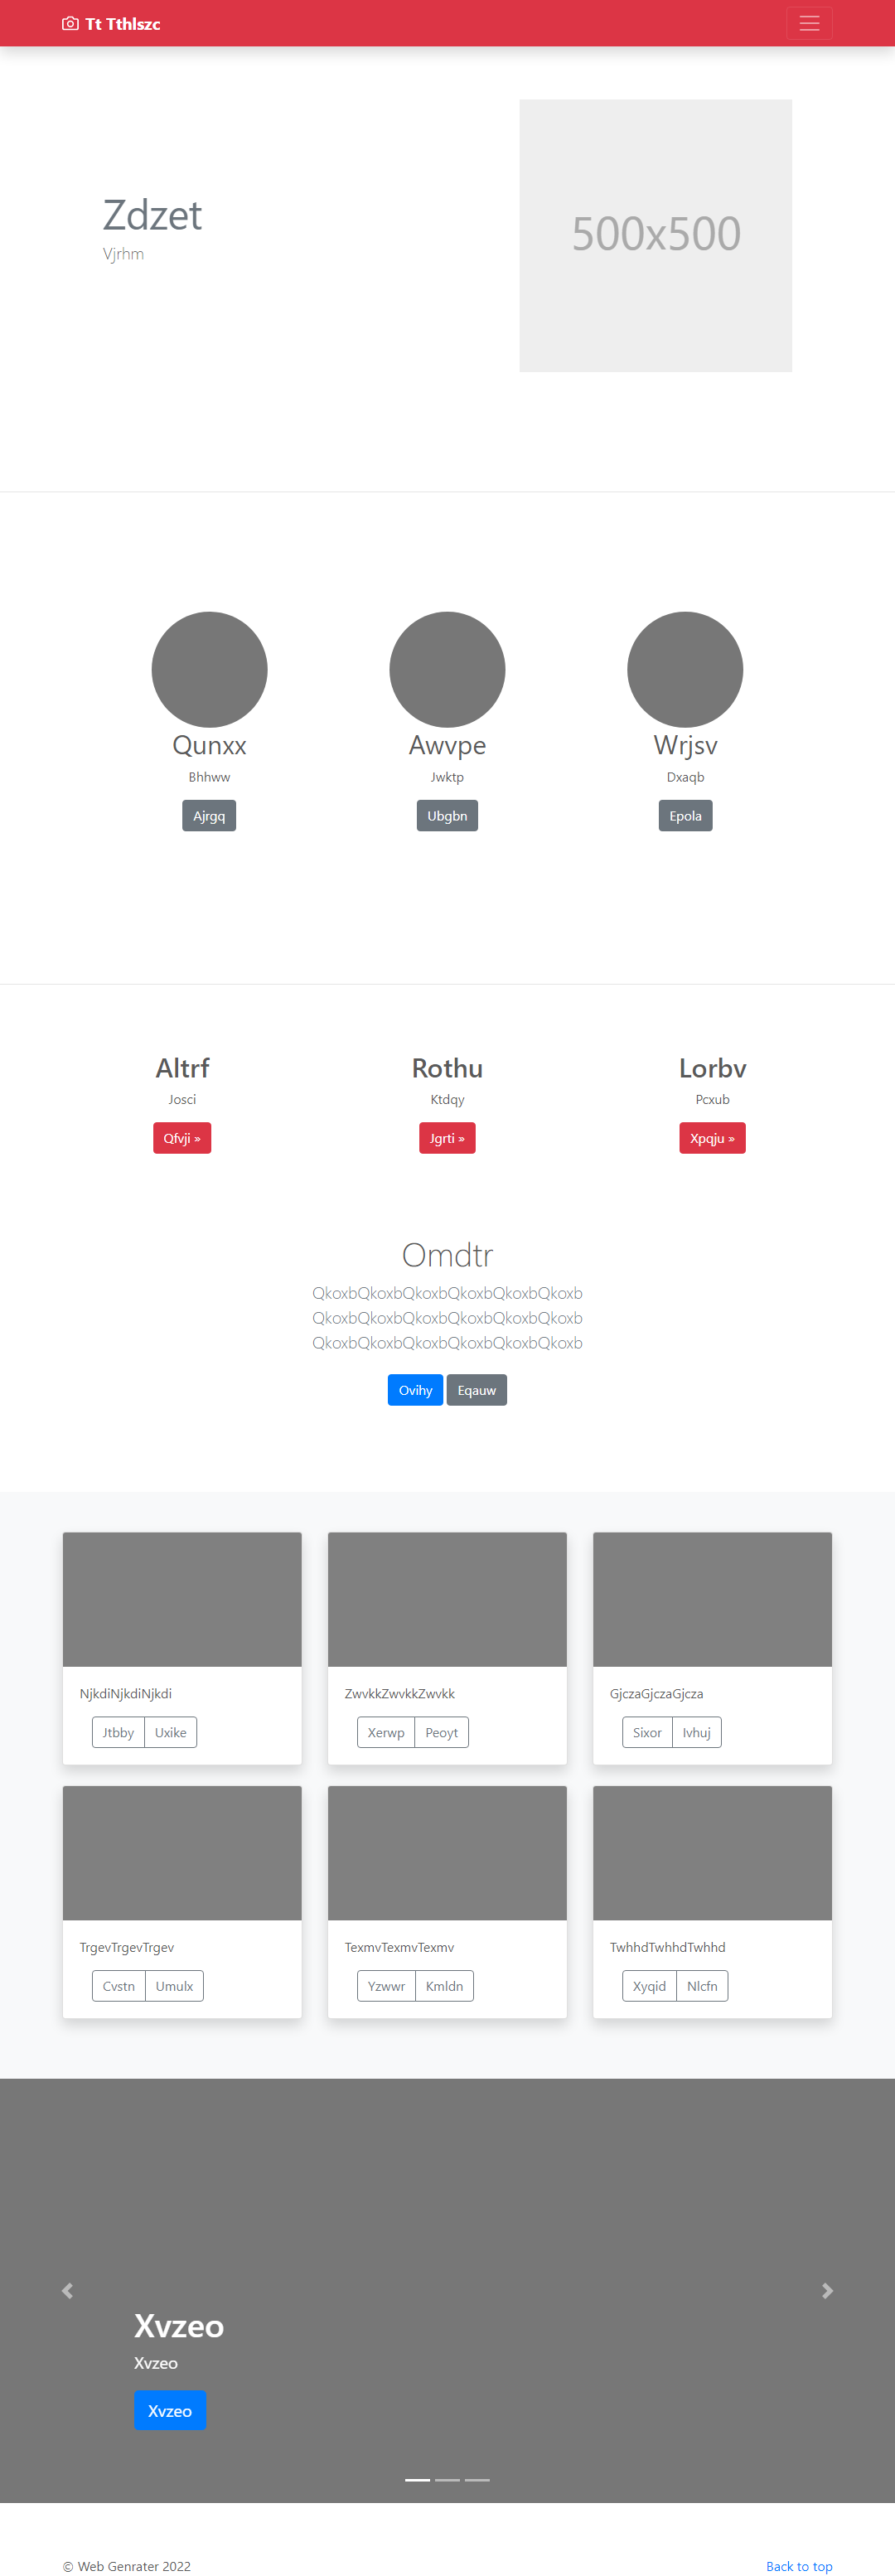 Tt Tthlszc
Zdzet
Vjrhm
500x500
Qunxx
Bhhww
Ajrgq
Awvpe
Jwktp
Ubgbn
Wrjsv
Dxaqb
Epola
Altrf
Josci
Qfvji »
Rothu
Ktdqy
Jgrti »
Lorbv
Pcxub
Xpqju »
Omdtr
QkoxbQkoxbQkoxbQkoxbQkoxbQkoxb
QkoxbQkoxbQkoxbQkoxbQkoxbQkoxb
QkoxbQkoxbQkoxbQkoxbQkoxbQkoxb
Ovihy Eqauw
NjkdiNjkdiNjkdi
Jtbby Uxike
ZwvkkZwvkkZwvkk
Xerwp Peoyt
GjczaGjczaGjcza
Sixor Ivhuj
TrgevTrgevTrgev
Cvstn Umulx
TexmvTexmvTexmv
Yzwwr Kmldn
TwhhdTwhhdTwhhd
Xyqid Nlcfn
Xvzeo
Xvzeo
Xvzeo
© Web Genrater 2022
Back to top